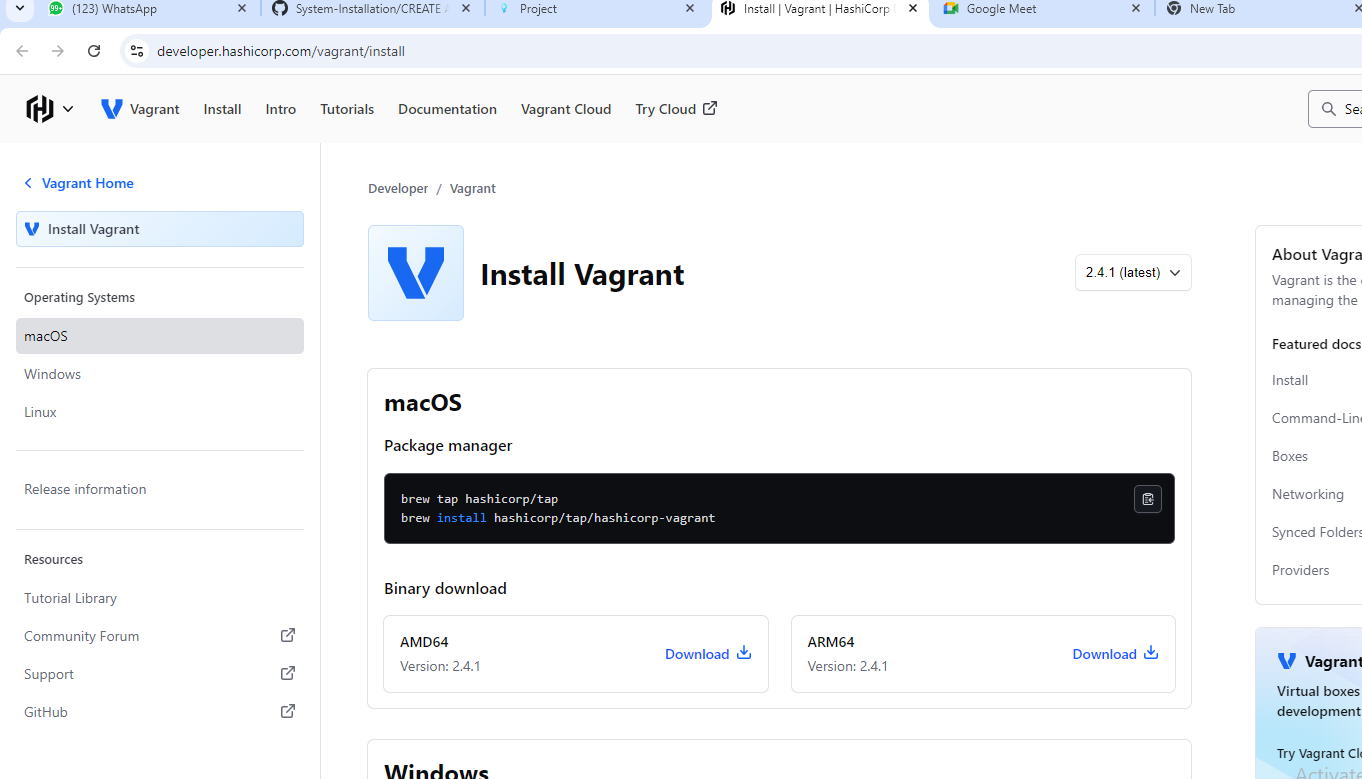 (123) WhatsApp
System-Installation/CREATE
Project
Install | Vagrant | HashiCorp
Google Meet
New Tab
developer.hashicorp.com/vagrant/install
Vagrant
Install
Intro
Tutorials
Documentation
Vagrant Cloud
Try Cloud
Vagrant Home
Install Vagrant
Operating Systems
macOS
Windows
Linux
Release information
Resources
Tutorial Library
Community Forum
Support
GitHub
Developer / Vagrant
Install Vagrant
2.4.1 (latest)
macOS
Package manager
brew tap hashicorp/tap
brew install hashicorp/tap/hashicorp-vagrant
Binary download
AMD64
Version: 2.4.1
Download
ARM64
Version: 2.4.1
Download
Windows
About Vagra
Vagrant is the
managing the
Featured docs
Install
Command-Line
Boxes
Networking
Synced Folders
Providers
Vagrant
Virtual boxes
development
Try Vagrant Clo
Activate